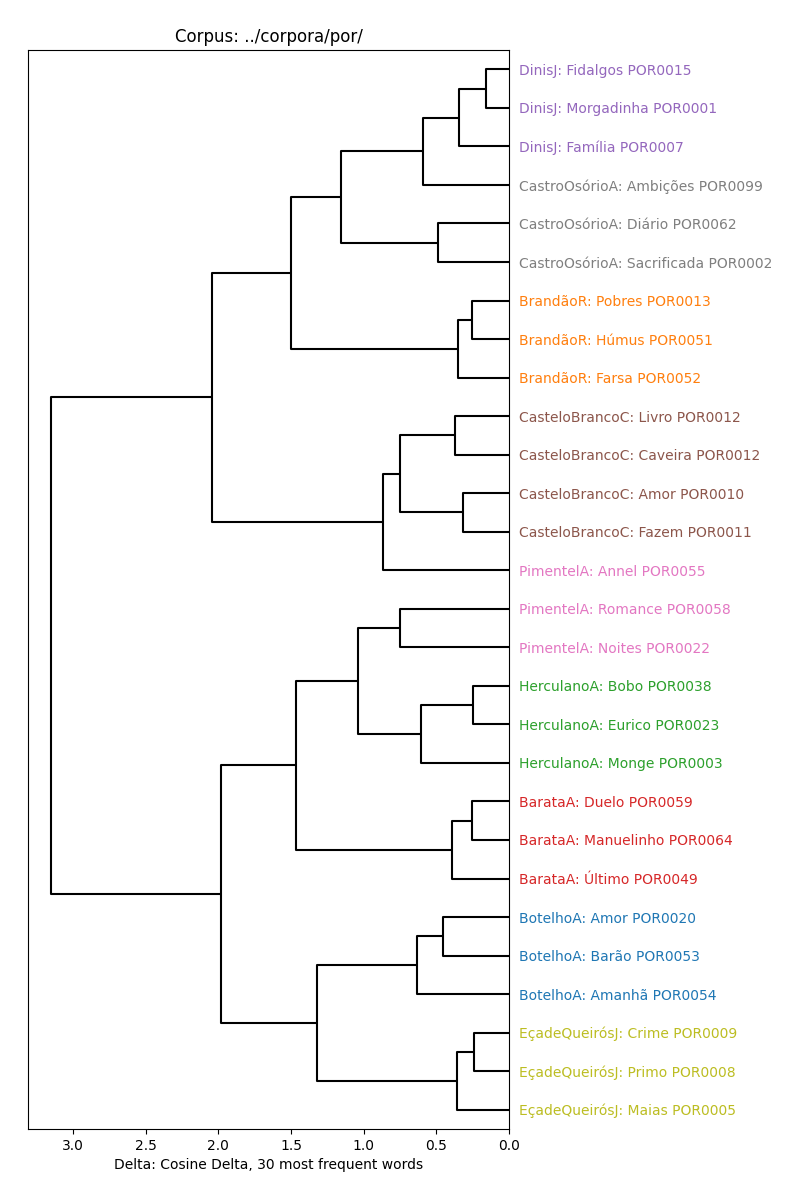 Corpus: ../corpora/por/
DinisJ: Fidalgos POR0015
DinisJ: Morgadinha POR0001
DinisJ: Família POR0007
CastroOsórioA: Ambições POR0099
CastroOsórioA: Diário POR0062
CastroOsórioA: Sacrificada POR0002
BrandãoR: Pobres POR0013
BrandãoR: Húmus POR0051
BrandãoR: Farsa POR0052
CasteloBrancoC: Livro POR0012
CasteloBrancoC: Caveira POR0012
CasteloBrancoC: Amor POR0010
CasteloBrancoC: Fazem POR0011
PimentelA: Annel POR0055
PimentelA: Romance POR0058
PimentelA: Noites POR0022
HerculanoA: Bobo POR0038
HerculanoA: Eurico POR0023
HerculanoA: Monge POR0003
BarataA: Duelo POR0059
BarataA: Manuelinho POR0064
BarataA: Último POR0049
BotelhoA: Amor POR0020
BotelhoA: Barão POR0053
BotelhoA: Amanhã POR0054
EçadeQueirósJ: Crime POR0009
EçadeQueirósJ: Primo POR0008
EçadeQueirósJ: Maias POR0005
3.0 2.5 2.0 1.5 1.0 0.5 0.0
Delta: Cosine Delta, 30 most frequent words